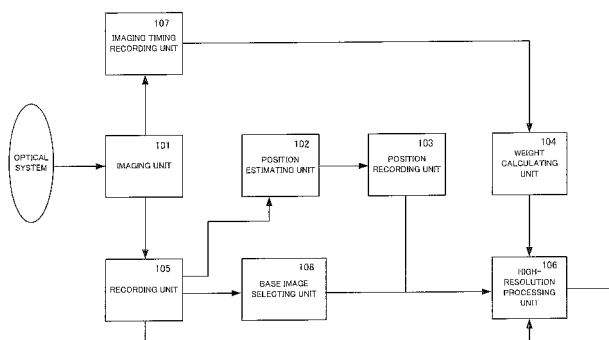 107
IMAGING TIMING
RECORDING UNIT
OPTICAL
SYSTEM
101
IMAGING UNIT
102
POSITION
ESTIMATING UNIT
103
POSITION
RECORDING UNIT
104
WEIGHT
CALCULATING
UNIT
105
RECORDING UNIT
108
BASE IMAGE
SELECTING UNIT
106
HIGH-
RESOLUTION
PROCESSING
UNIT